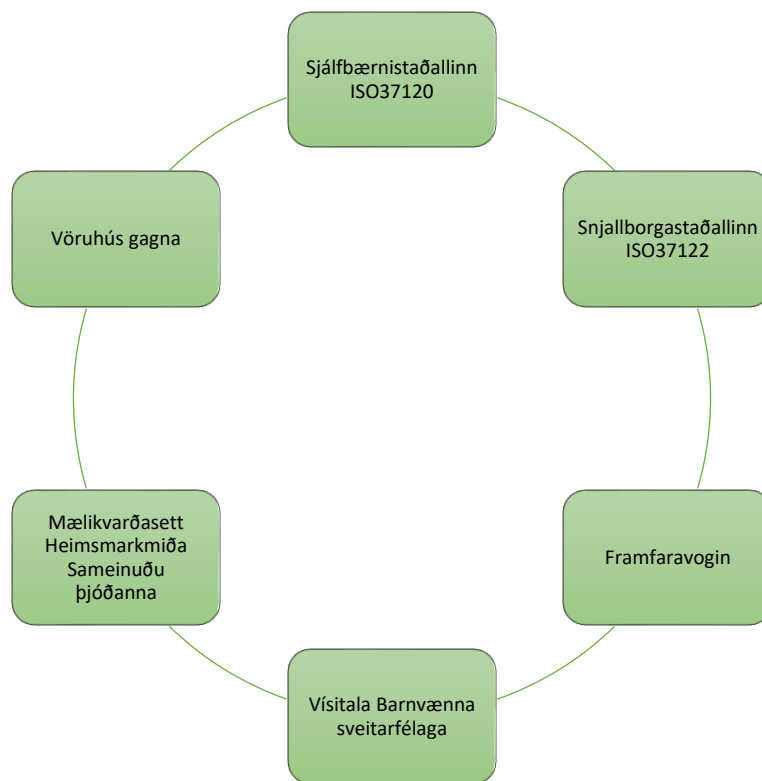 Sjálfbærnistaðallinn
ISO37120
Snjallborgastaðallinn
ISO37122
Framfaravogin
Vísitala Barnvænna
sveitarfélaga
Mælikvarðasett
Heimsmarkmiða
Sameinuðu
þjóðanna
Vöruhús gagna